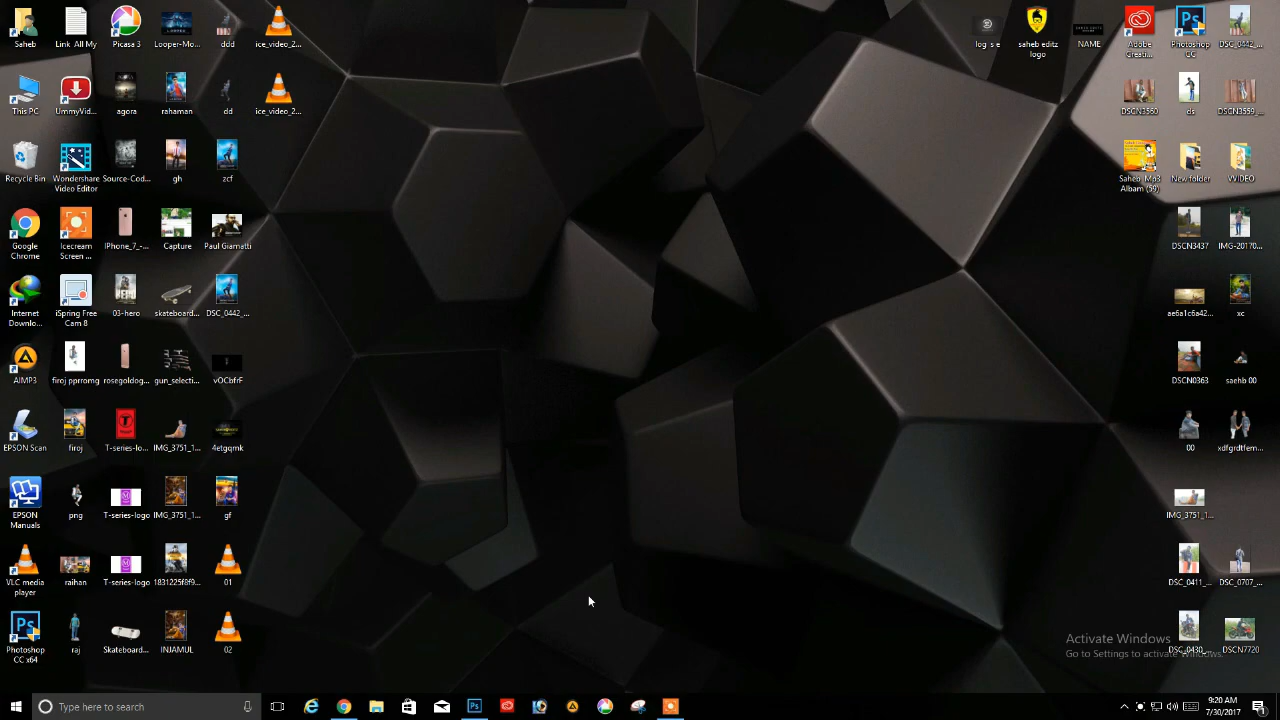 Saheb
Link All My
Picasa 3
Looper-Mo...
ddd
ice_video_2...
saheb editz
logo
NAME
Adobe
Creati...
Photoshop
CC
DSC_0442_...
This PC
UmmyVid...
agora
rahaman
dd
ice_video_2...
DSCN3560
ds
DSCN3559_...
Recycle Bin
Wondershare
Video Editor
Source-Cod...
gh
zcf
Saheb_Mp3
Albam (59)
New folder
VVIDEO
Google
Chrome
Icecream
Screen ...
IPhone_7_-...
Capture
Paul Giamatti
DSCN3437
IMG-20170...
Internet
Downlo...
iSpring Free
Cam 8
03-hero
skateboard...
DSC_0442_...
ae6a1c6a42...
xc
AIMP3
firoj pprromg
rosegoldog...
gun_selecti...
vOCbfrF
DSCN0363
saehb 00
EPSON Scan
firoj
T-series-lo...
IMG_3751_1...
4etgqmk
00
xdfgrdtfem...
EPSON
Manuals
png
T-series-logo
IMG_3751_1...
gf
IMG_3751_1...
VLC media
player
raihan
T-series-logo
1831225f8f9...
01
DSC_0411_...
DSC_0707_...
Photoshop
CC x64
raj
Skateboard...
INJAMUL
02
DSC_0430_...
DSCN7720
Activate Windows
Go to Settings to activate Windows.
Type here to search
9:20 AM
7/30/2017